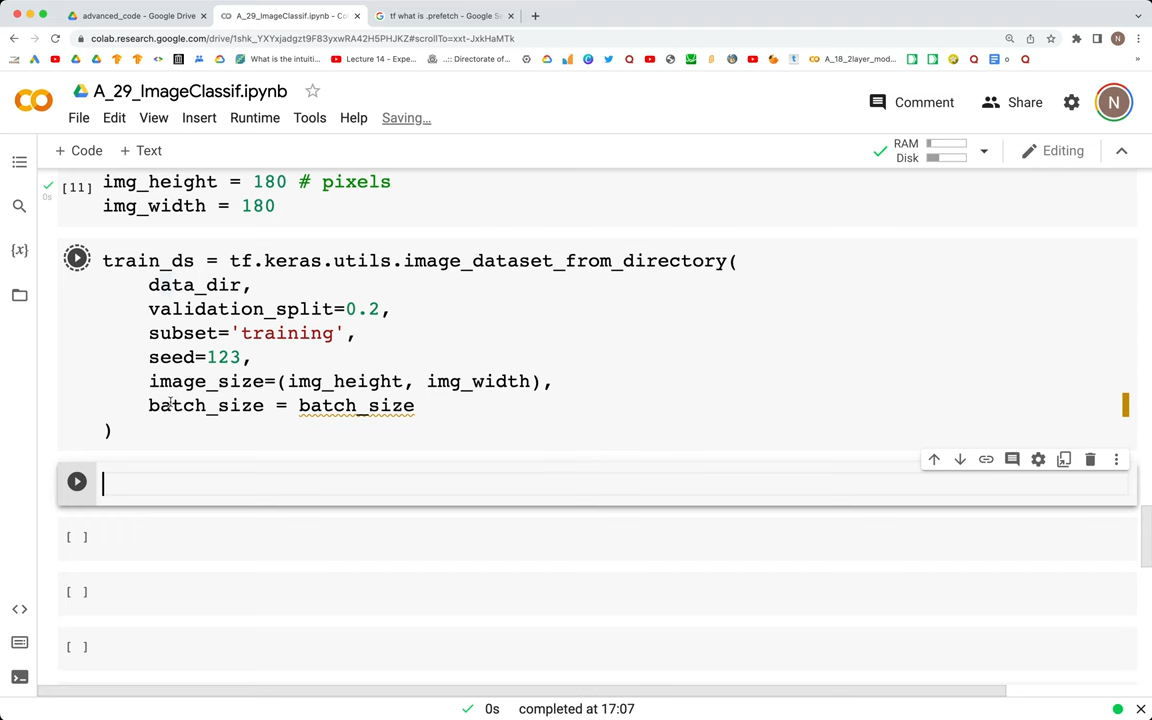 advanced_code - Google Drive
A_29_ImageClassif.ipynb - Co
tf what is .prefetch - Google Se
colab.research.google.com/drive/1shk_YXYxjadgzt9F83yxwRA42H5PHJKZ#scrollTo=xxt-JxkHaMTk
What is the intuiti...
Lecture 14 - Expe...
..:: Directorate of...
A_18_2layer_mod...
A_29_ImageClassif.ipynb
Comment
Share
N
File Edit View Insert Runtime Tools Help Saving...
+ Code + Text
RAM
Disk
Editing
[11] img_height = 180 # pixels
0s
img_width = 180
train_ds = tf.keras.utils.image_dataset_from_directory(
data_dir,
validation_split=0.2,
subset='training',
seed=123,
image_size=(img_height, img_width),
batch_size = batch_size
)
[ ]
[ ]
[ ]
0s completed at 17:07